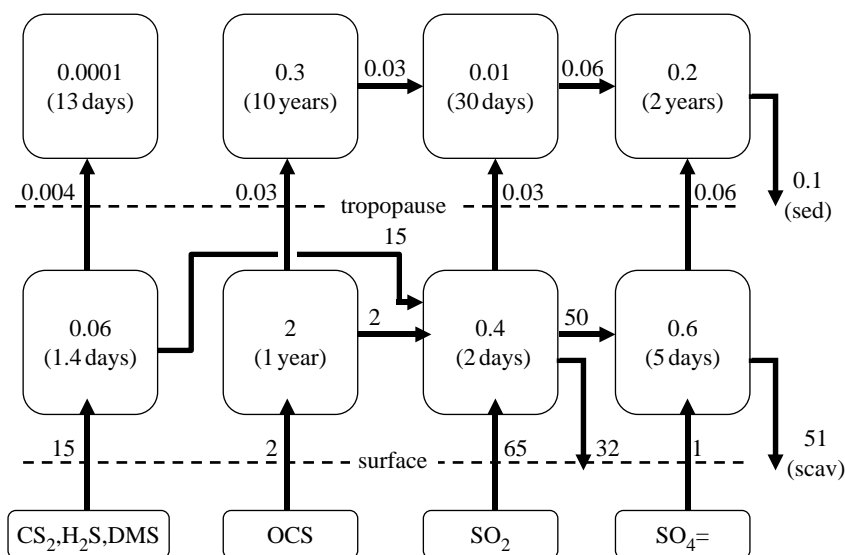 0.0001
(13 days)
0.3
(10 years)
0.03
0.01
(30 days)
0.06
0.2
(2 years)
0.004
0.03
0.03
0.06
0.1
(sed)
tropopause
15
0.06
(1.4 days)
2
(1 year)
2
0.4
(2 days)
50
0.6
(5 days)
15
2
65
32
1
51
(scav)
surface
CS₂,H₂S,DMS
OCS
SO₂
SO₄=